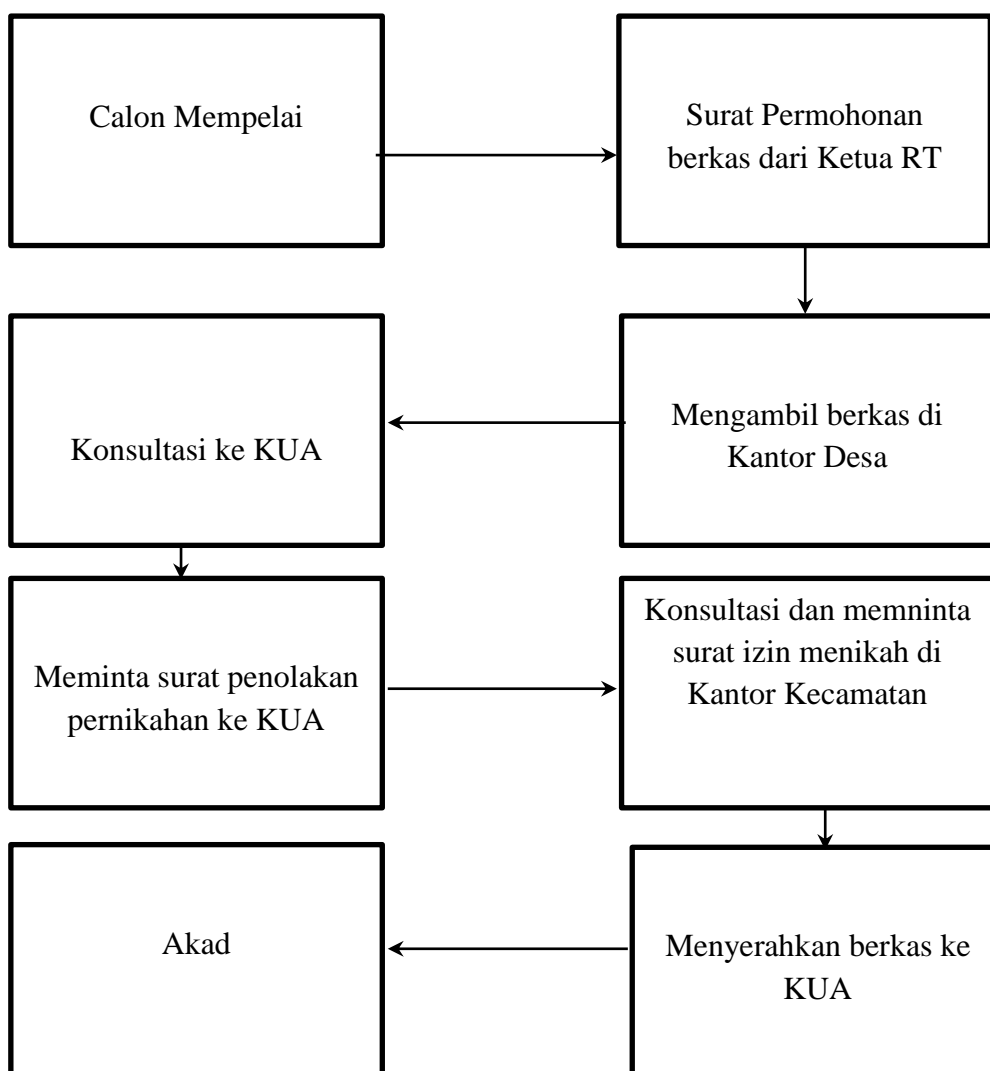 Calon Mempelai
Surat Permohonan
berkas dari Ketua RT
Mengambil berkas di
Kantor Desa
Konsultasi ke KUA
Meminta surat penolakan
pernikahan ke KUA
Konsultasi dan memninta
surat izin menikah di
Kantor Kecamatan
Menyerahkan berkas ke
KUA
Akad